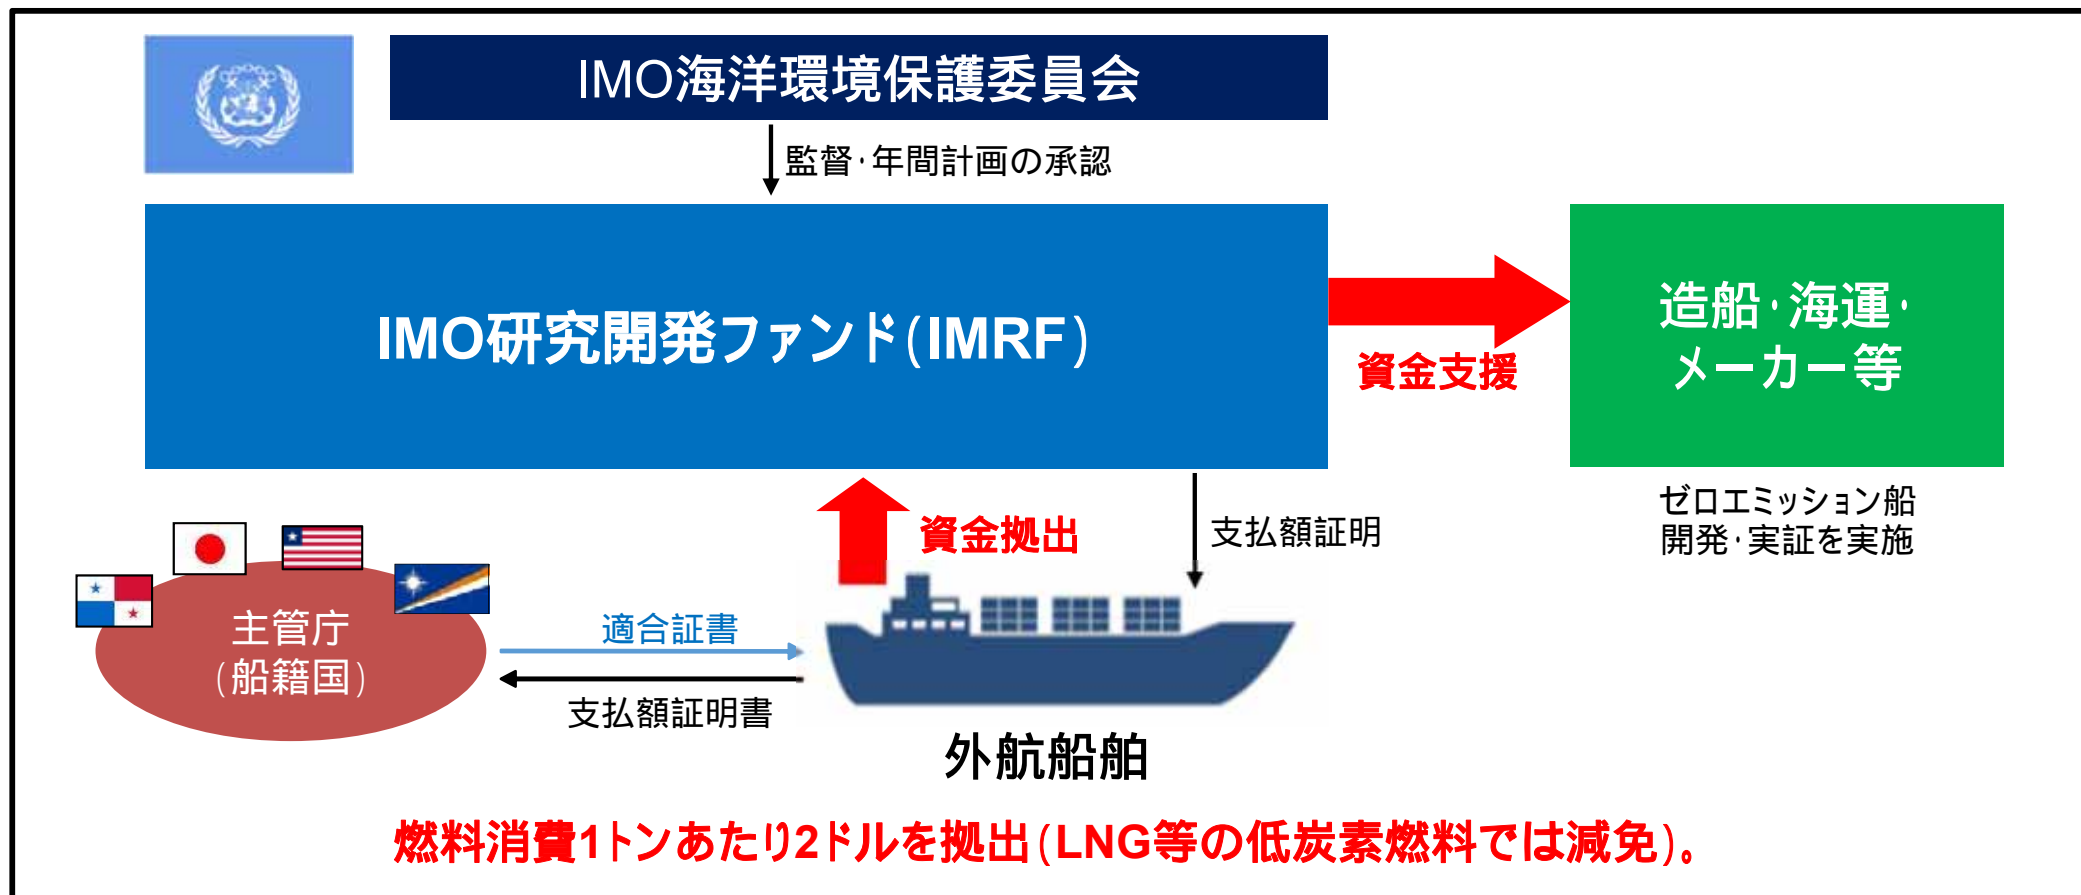 IMO海洋環境保護委員会
監督・年間計画の承認
IMO研究開発ファンド(IMRF)
資金支援
造船・海運・
メーカー等
ゼロエミッション船
開発・実証を実施
資金拠出
支払額証明
主管庁
(船籍国)
適合証書
支払額証明書
外航船舶
燃料消費1トンあたり2ドルを拠出(LNG等の低炭素燃料では減免)。